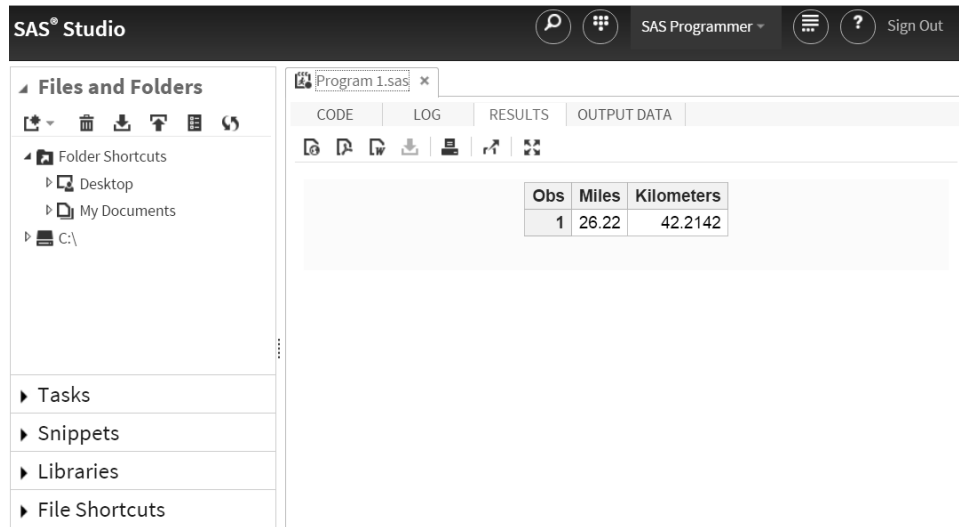 SAS® Studio
SAS Programmer
?
Sign Out
Files and Folders
Folder Shortcuts
Desktop
My Documents
C:\
Tasks
Snippets
Libraries
File Shortcuts
Program 1.sas ×
CODE LOG RESULTS OUTPUT DATA
Obs Miles Kilometers
1 26.22 42.2142